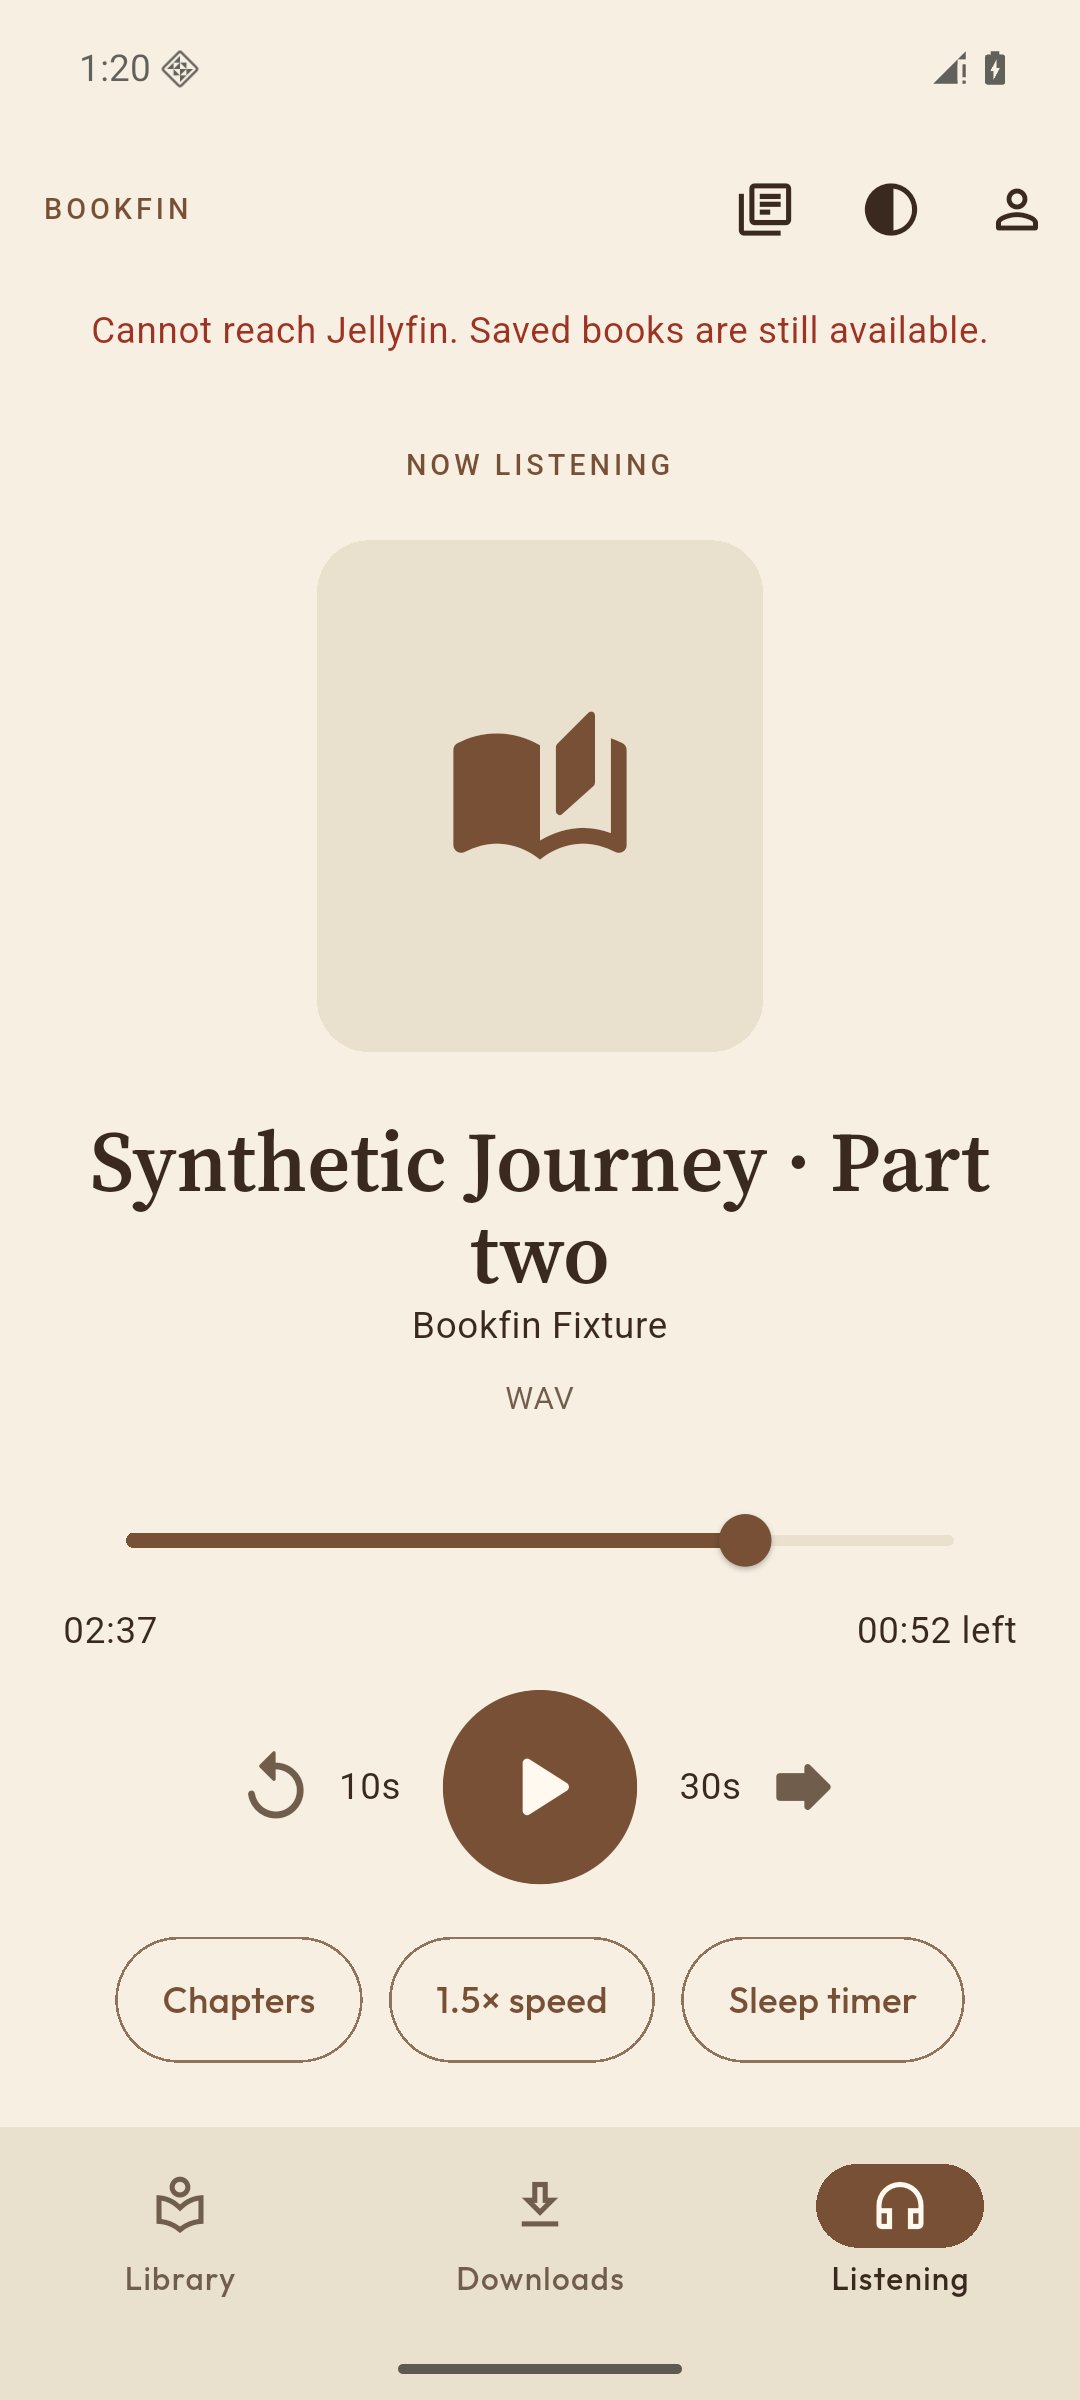 1:20
BOOKFIN
Cannot reach Jellyfin. Saved books are still available.
NOW LISTENING
Synthetic Journey · Part
two
Bookfin Fixture
WAV
02:37
00:52 left
10s
30s
Chapters
1.5× speed
Sleep timer
Library
Downloads
Listening